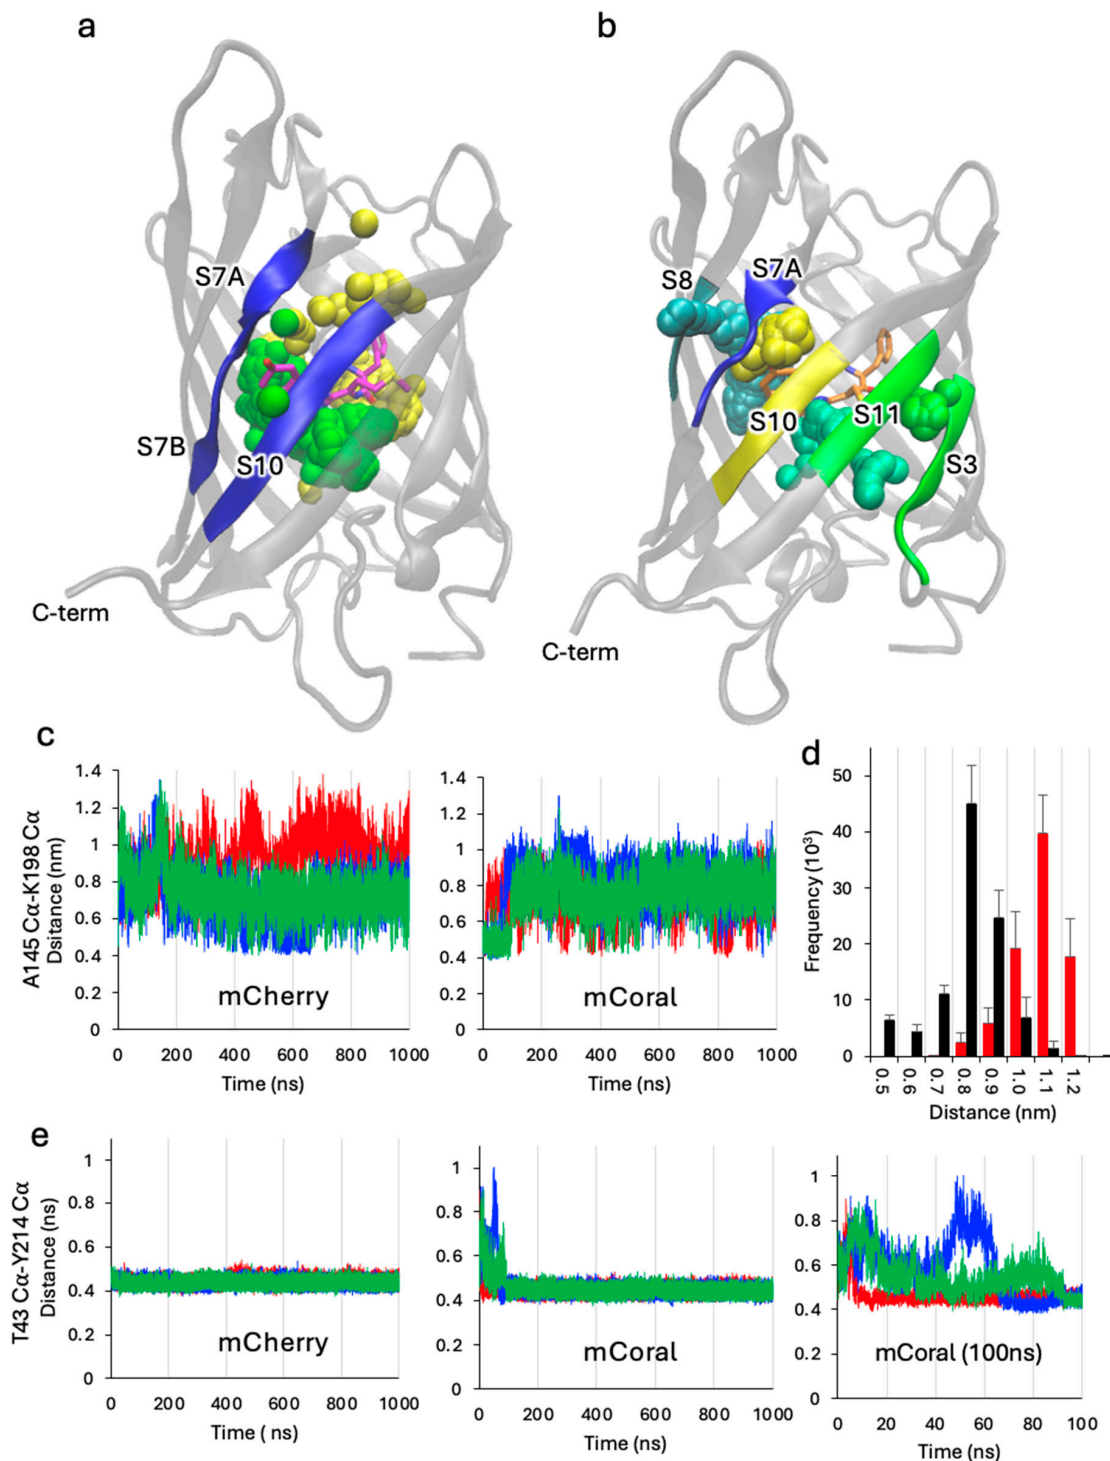 a
b
S7A
S7B
S10
C-term
S8
S7A
S10
S11
S3
C-term
c
A145 Cα-K198 Cα
Dsitance (nm)
1.4
1.2
1
0.8
0.6
0.4
0.2
0
mCherry
0 200 400 600 800 1000
Time (ns)
1.4
1.2
1
0.8
0.6
0.4
0.2
0
mCoral
0 200 400 600 800 1000
Time (ns)
d
Frequency (10³)
50
40
30
20
10
0
0.5 0.6 0.7 0.8 0.9 1.0 1.1 1.2
Distance (nm)
e
T43 Cα-Y214 Cα
Distance (ns)
1
0.8
0.6
0.4
0.2
0
mCherry
0 200 400 600 800 1000
Time ( ns)
1
0.8
0.6
0.4
0.2
0
mCoral
0 200 400 600 800 1000
Time (ns)
1
0.8
0.6
0.4
0.2
0
mCoral (100ns)
0 20 40 60 80 100
Time (ns)